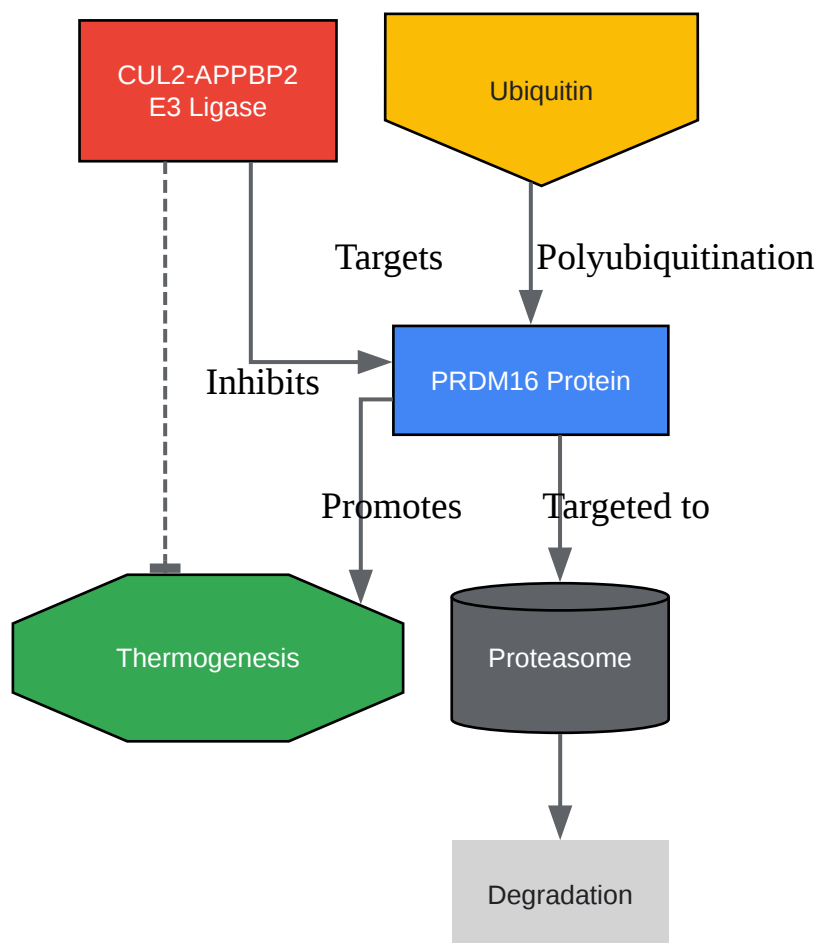 CUL2-APPBP2
E3 Ligase
Ubiquitin
Targets
Polyubiquitination
Inhibits
PRDM16 Protein
Promotes
Targeted to
Thermogenesis
Proteasome
Degradation